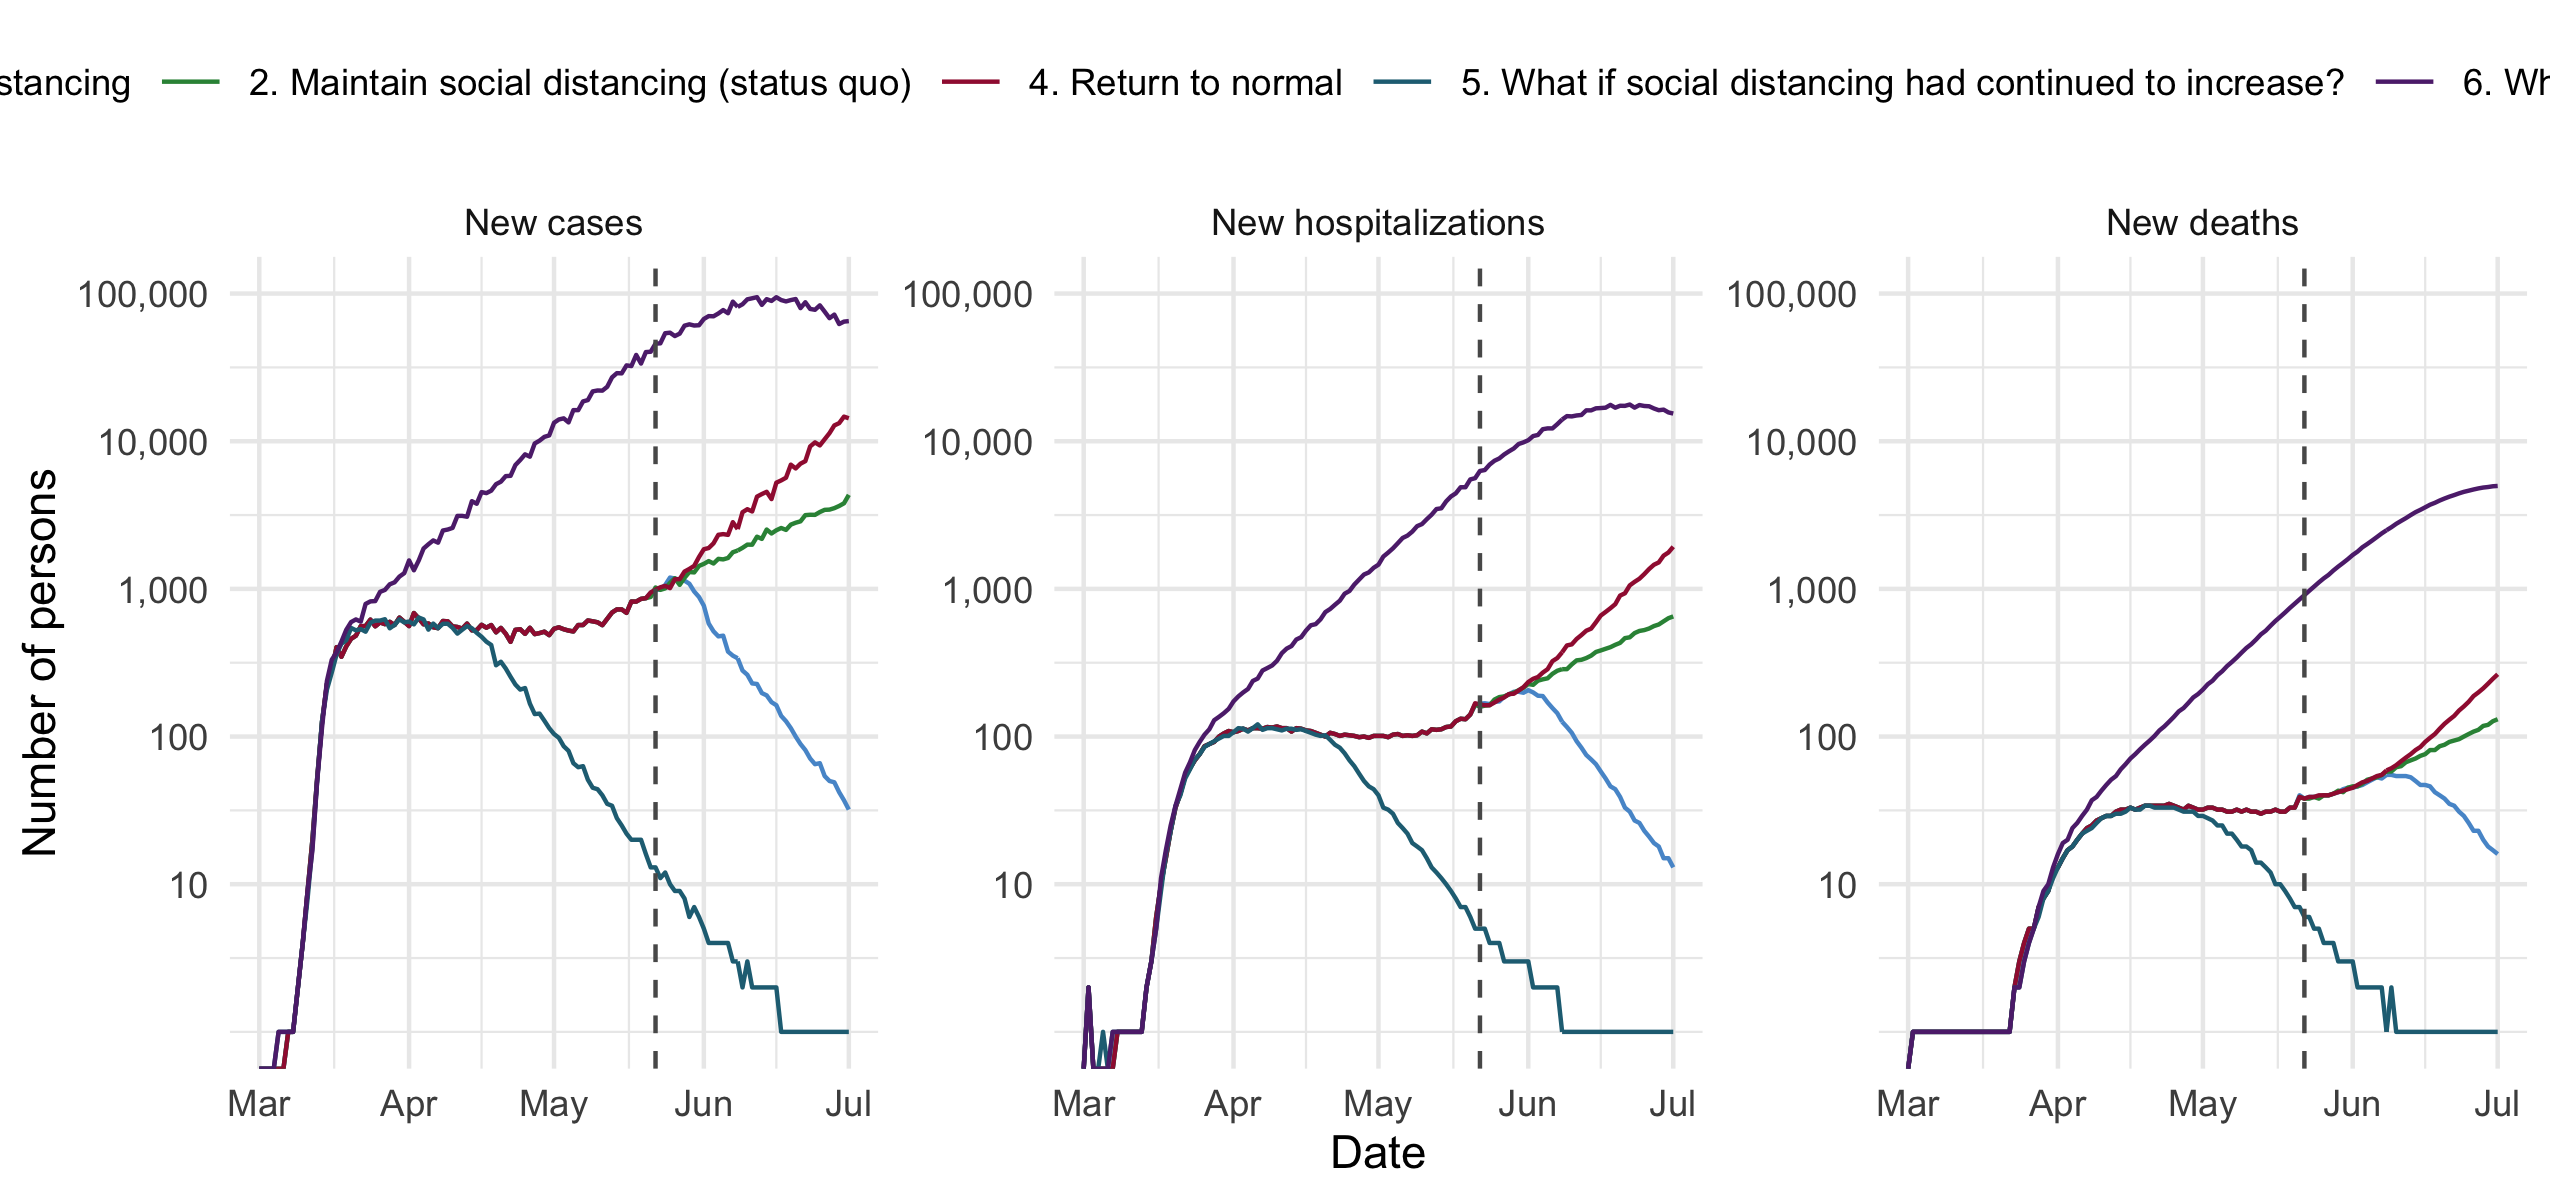 stancing 2. Maintain social distancing (status quo) 4. Return to normal 5. What if social distancing had continued to increase? 6. Wh
New cases New hospitalizations New deaths
100,000 100,000 100,000
10,000 10,000 10,000
1,000 1,000 1,000
100 100 100
10 10 10
Number of persons
Mar Apr May Jun Jul Mar Apr May Jun Jul Mar Apr May Jun Jul
Date